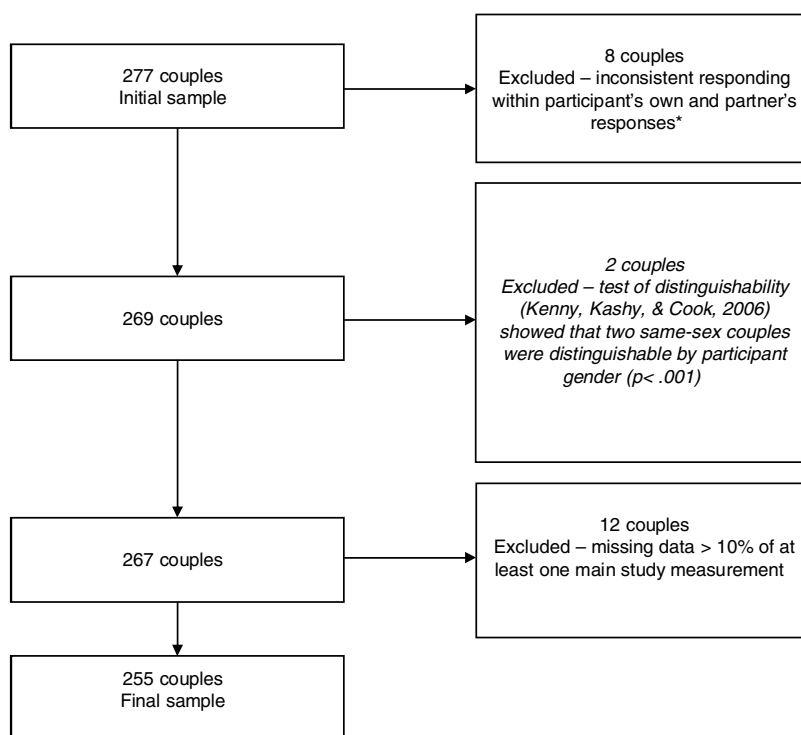 277 couples
Initial sample
8 couples
Excluded – inconsistent responding
within participant's own and partner's
responses*
269 couples
2 couples
Excluded – test of distinguishability
(Kenny, Kashy, & Cook, 2006)
showed that two same-sex couples
were distinguishable by participant
gender (p< .001)
267 couples
12 couples
Excluded – missing data > 10% of at
least one main study measurement
255 couples
Final sample